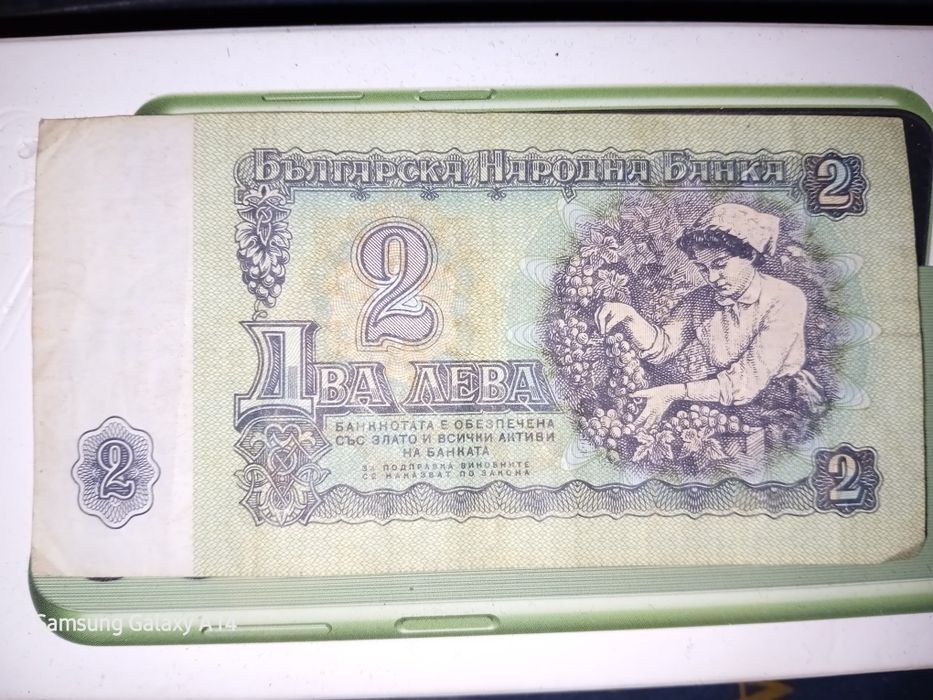 Българска Народна Банка
2
2
Два лева
Банкнотата е обезпечена
със злато и всички активи
на банката
За подправка виновните
се наказват по закона
2
2
Samsung Galaxy A14